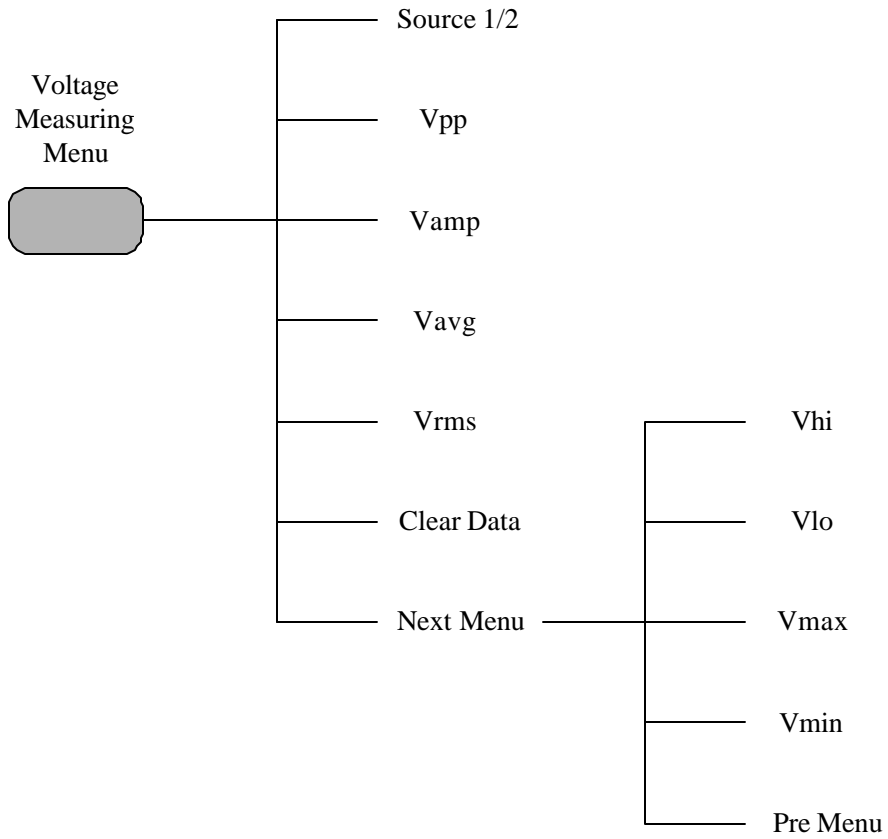 Voltage
Measuring
Menu
Source 1/2
Vpp
Vamp
Vavg
Vrms
Clear Data
Next Menu
Vhi
Vlo
Vmax
Vmin
Pre Menu